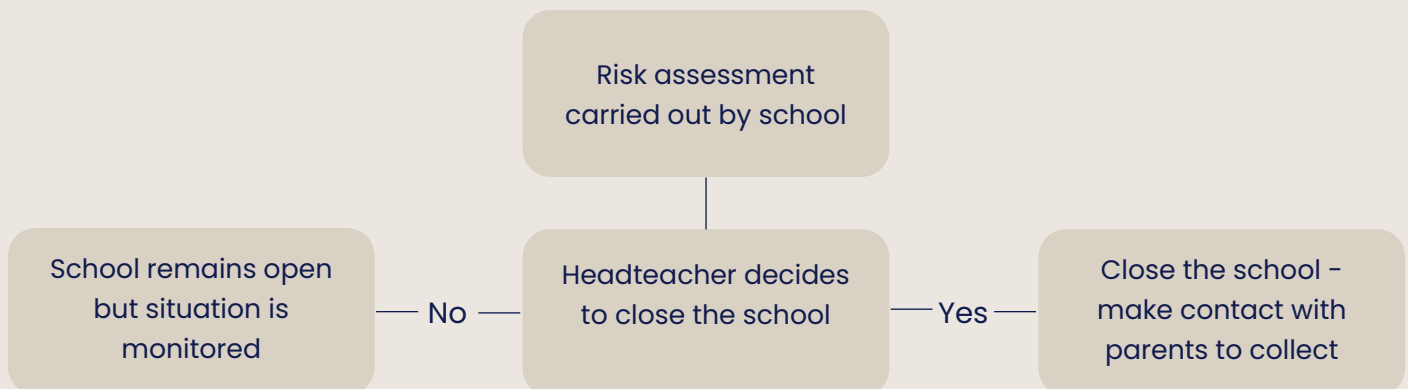 Risk assessment
carried out by school
School remains open
but situation is
monitored
No
Headteacher decides
to close the school
Yes
Close the school -
make contact with
parents to collect